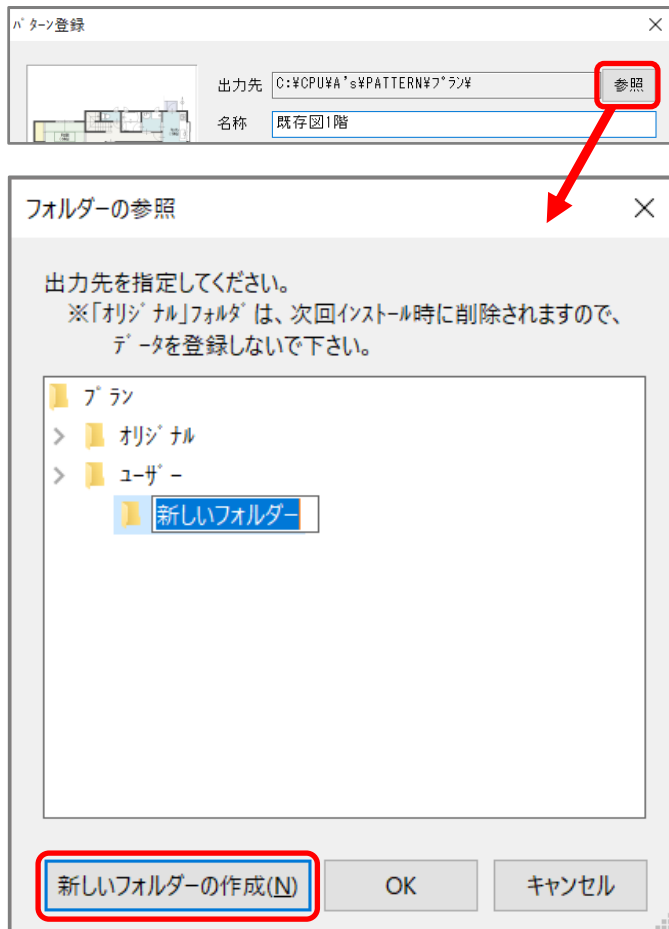 ﾊﾟﾀｰﾝ登録
出力先 C:¥CPU¥A's¥PATTERN¥ﾌﾟﾗﾝ¥ 参照
名称 既存図1階
フォルダーの参照
出力先を指定してください。
※｢ｵﾘｼﾞﾅﾙ｣ﾌｫﾙﾀﾞは、次回ｲﾝｽﾄｰﾙ時に削除されますので、
ﾃﾞｰﾀを登録しないで下さい。
ﾌﾟﾗﾝ
ｵﾘｼﾞﾅﾙ
ﾕｰｻﾞｰ
新しいフォルダー
新しいフォルダーの作成(N) OK キャンセル